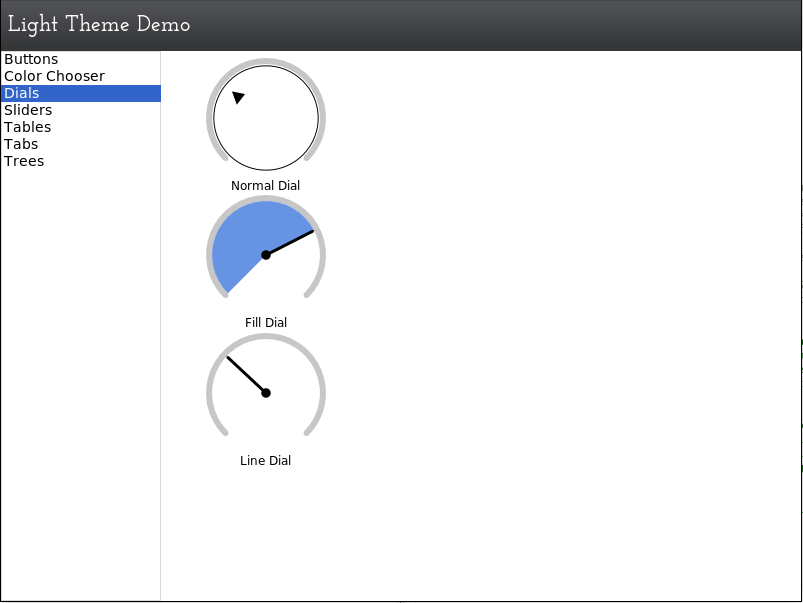 Light Theme Demo
Buttons
Color Chooser
Dials
Sliders
Tables
Tabs
Trees
Normal Dial
Fill Dial
Line Dial